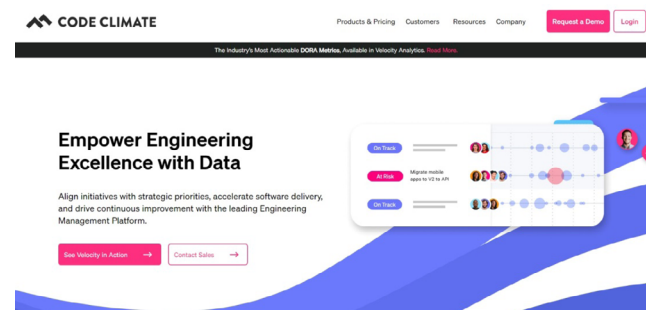 CODE CLIMATE
Products & Pricing Customers Resources Company Request a Demo Login
The Industry's Most Actionable DORA Metrics, Available in Velocity Analytics. Read More.
Empower Engineering
Excellence with Data
Align initiatives with strategic priorities, accelerate software delivery,
and drive continuous improvement with the leading Engineering
Management Platform.
See Velocity in Action
Contact Sales
On Track
At Risk
Migrate mobile
apps to V2 to API
On Track